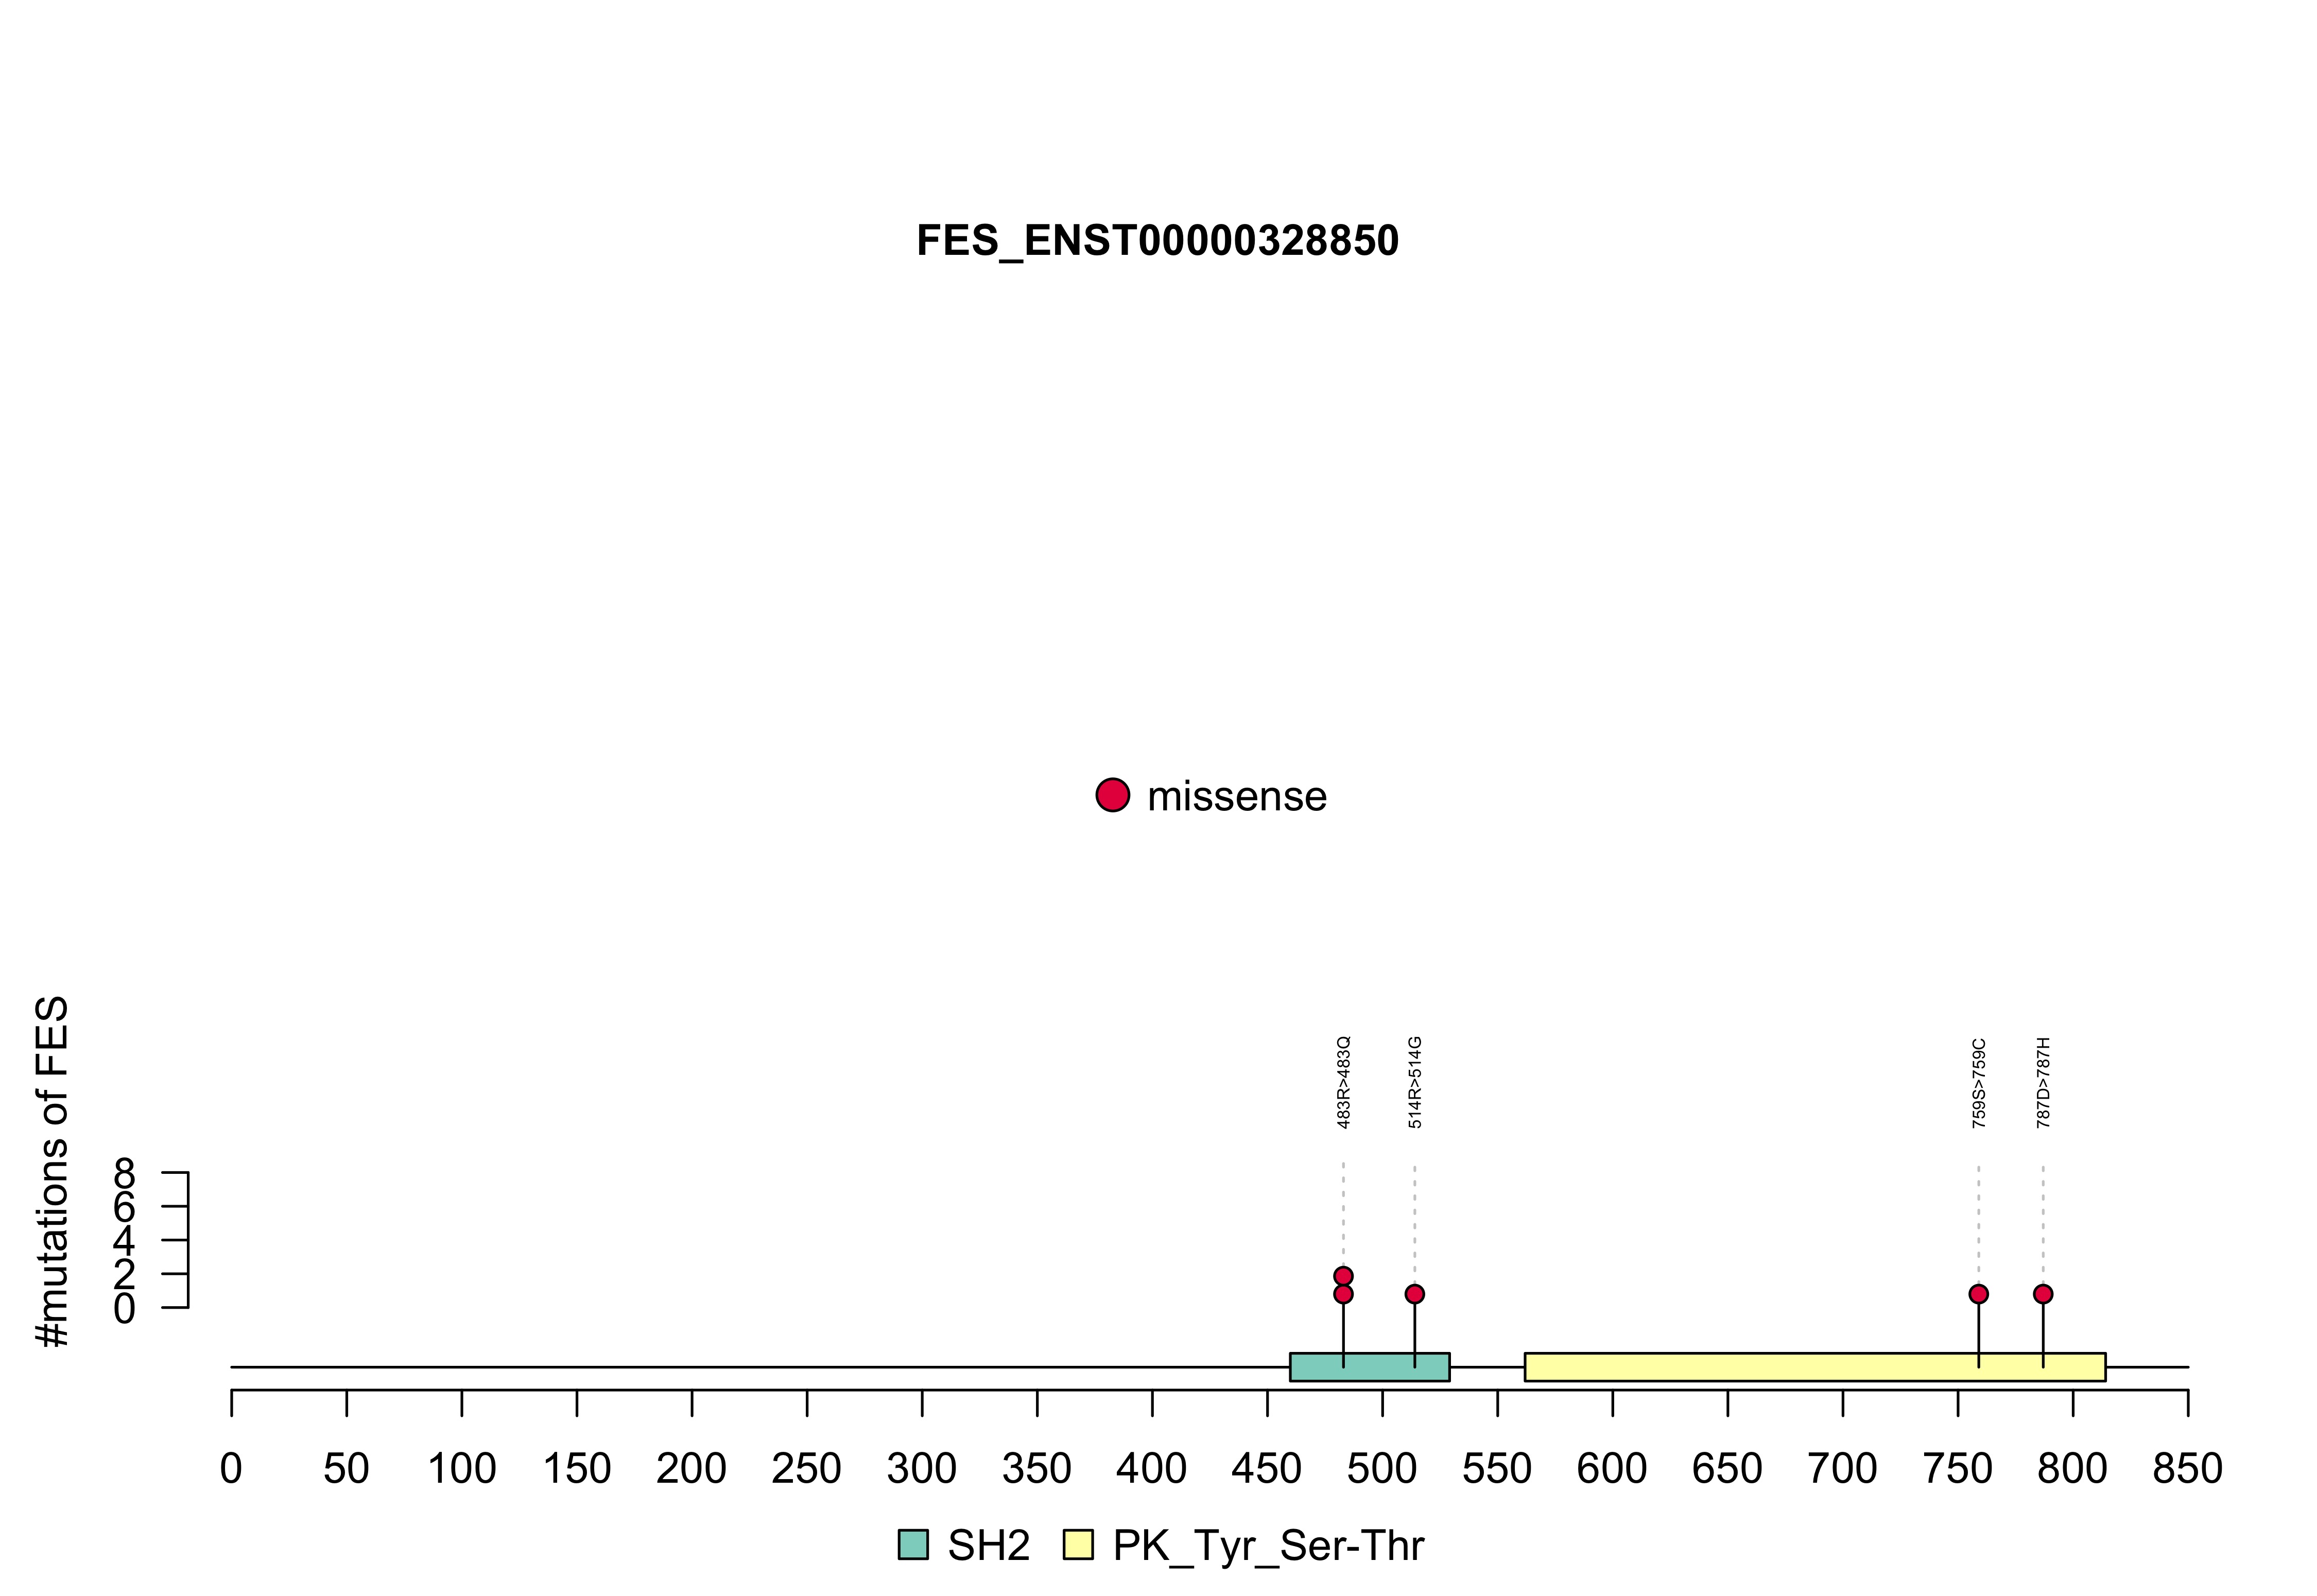 FES_ENST00000328850
missense
#mutations of FES
483R>483Q
514R>514G
759S>759C
787D>787H
8
6
4
2
0
0 50 100 150 200 250 300 350 400 450 500 550 600 650 700 750 800 850
SH2 PK_Tyr_Ser-Thr